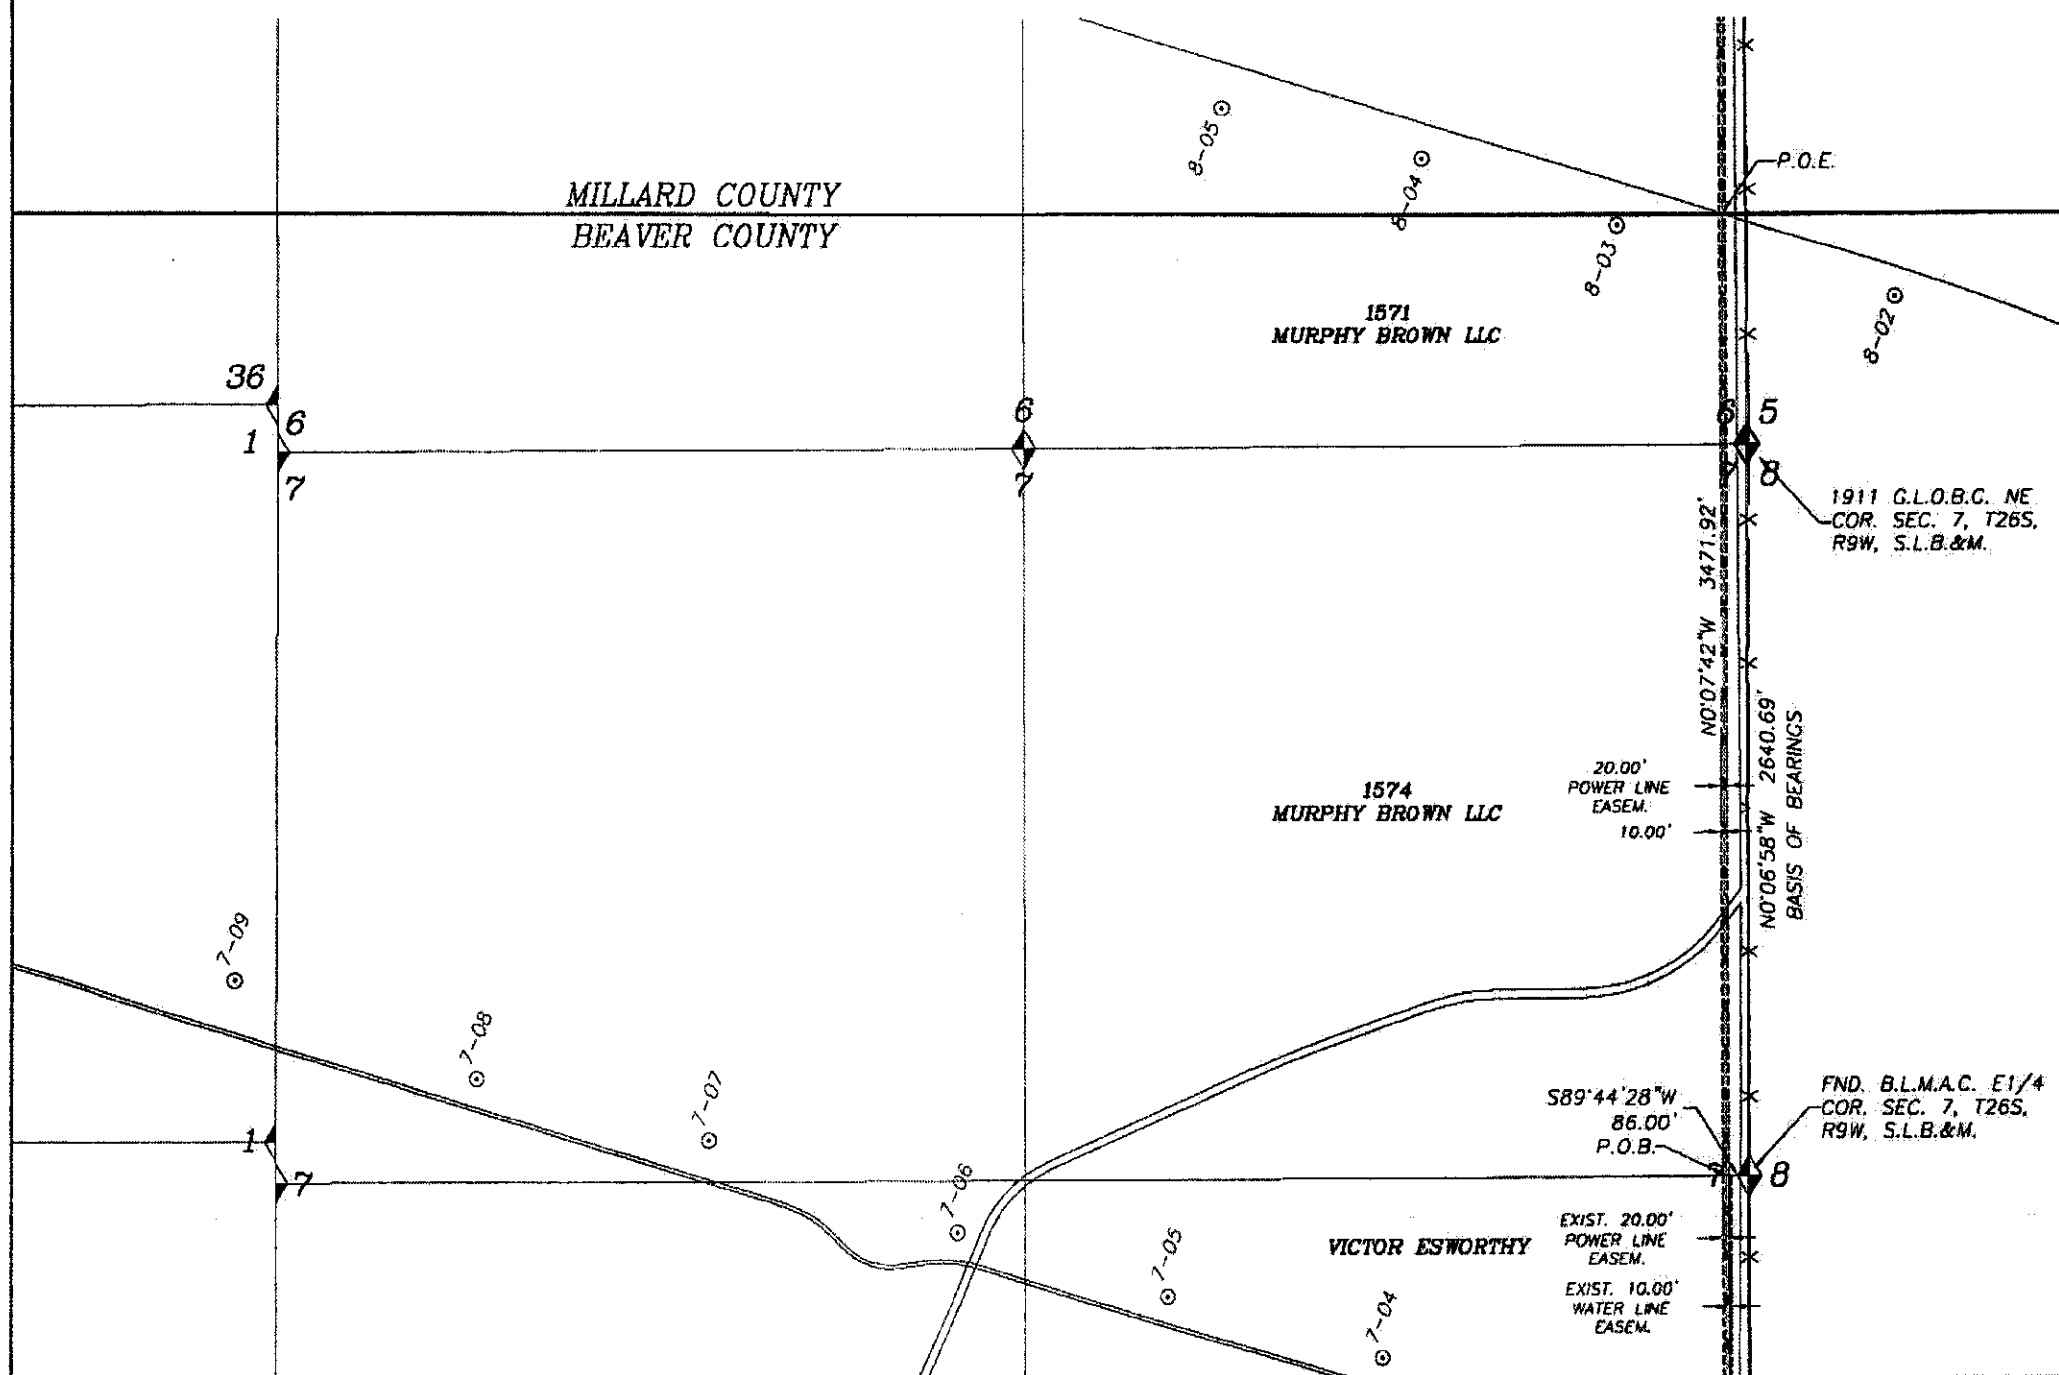 8-05
8-04
P.O.E.
MILLARD COUNTY
BEAVER COUNTY
8-03
8-02
1571
MURPHY BROWN LLC
36
6
1
7
6
7
6
5
7
8
1911 G.L.O.B.C. NE
COR. SEC. 7, T26S,
R9W, S.L.B.&M.
N0°07'42"W 3471.92'
N0°06'58"W 2640.69'
BASIS OF BEARINGS
20.00'
POWER LINE
EASEM.
10.00'
1574
MURPHY BROWN LLC
7-09
7-08
7-07
7-06
7-05
7-04
S89°44'28"W
86.00'
P.O.B.
FND. B.L.M.A.C. E1/4
COR. SEC. 7, T26S,
R9W, S.L.B.&M.
1
7
7
8
VICTOR ESWORTHY
EXIST. 20.00'
POWER LINE
EASEM.
EXIST. 10.00'
WATER LINE
EASEM.